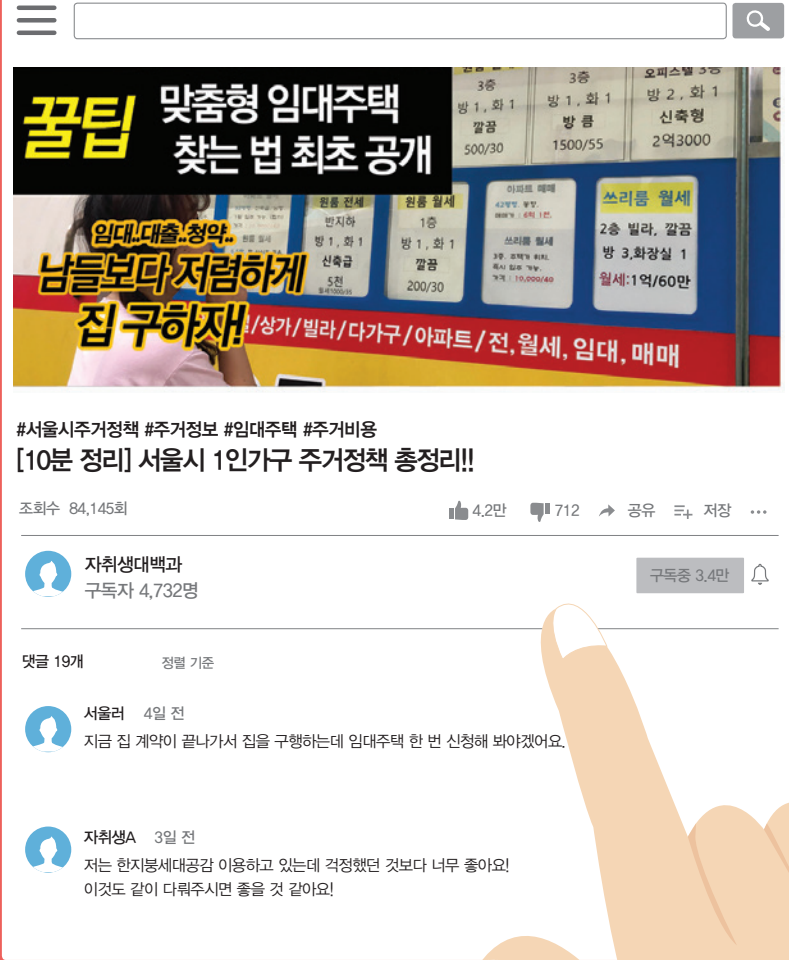 꿀팁
맞춤형 임대주택
찾는 법 최초 공개
임대..대출..청약..
남들보다 저렴하게
집 구하자!
3층
방1, 화1
깔끔
500/30
3층
방1, 화1
방 큼
1500/55
오피스텔 3층
방2, 화1
신축형
2억3000
원룸 전세
반지하
방1, 화1
신축급
5천
원룸 월세
1층
방1, 화1
깔끔
200/30
아파트 매매
쓰리룸 월세
즉시 입주 가능.
가격 : 10,000/40
쓰리룸 월세
2층 빌라, 깔끔
방 3,화장실 1
월세:1억/60만
/상가/빌라/다가구/아파트/전,월세,임대,매매
#서울시주거정책 #주거정보 #임대주택 #주거비용
[10분 정리] 서울시 1인가구 주거정책 총정리!!
조회수 84,145회
4.2만 712 공유 저장 ...
자취생대백과
구독자 4,732명
구독중 3.4만
댓글 19개 정렬 기준
서울러 4일 전
지금 집 계약이 끝나가서 집을 구행하는데 임대주택 한 번 신청해 봐야겠어요.
자취생A 3일 전
저는 한지붕세대공감 이용하고 있는데 걱정했던 것보다 너무 좋아요!
이것도 같이 다뤄주시면 좋을 것 같아요!